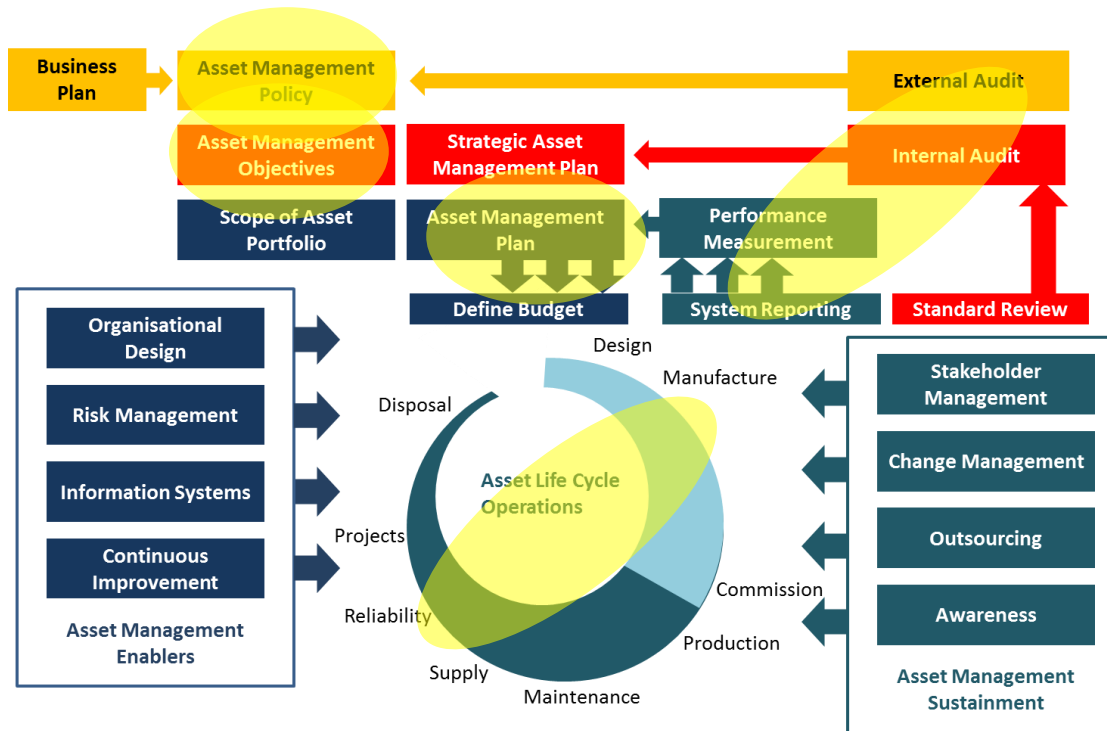 Business
Plan
Asset Management
Policy
External Audit
Asset Management
Objectives
Strategic Asset
Management Plan
Internal Audit
Scope of Asset
Portfolio
Asset Management
Plan
Performance
Measurement
Define Budget
System Reporting
Standard Review
Organisational
Design
Risk Management
Information Systems
Continuous
Improvement
Asset Management
Enablers
Design
Manufacture
Disposal
Asset Life Cycle
Operations
Projects
Commission
Reliability
Production
Supply
Maintenance
Stakeholder
Management
Change Management
Outsourcing
Awareness
Asset Management
Sustainment